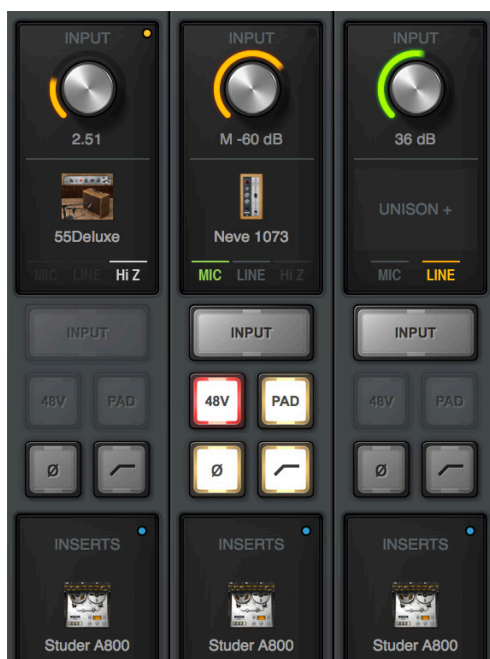 INPUT
2.51
55Deluxe
MIC LINE Hi Z
INPUT
48V PAD
Ø
INSERTS
Studer A800
INPUT
M -60 dB
Neve 1073
MIC LINE HI Z
INPUT
48V PAD
Ø
INSERTS
Studer A800
INPUT
36 dB
UNISON +
MIC LINE
INPUT
48V PAD
Ø
INSERTS
Studer A800